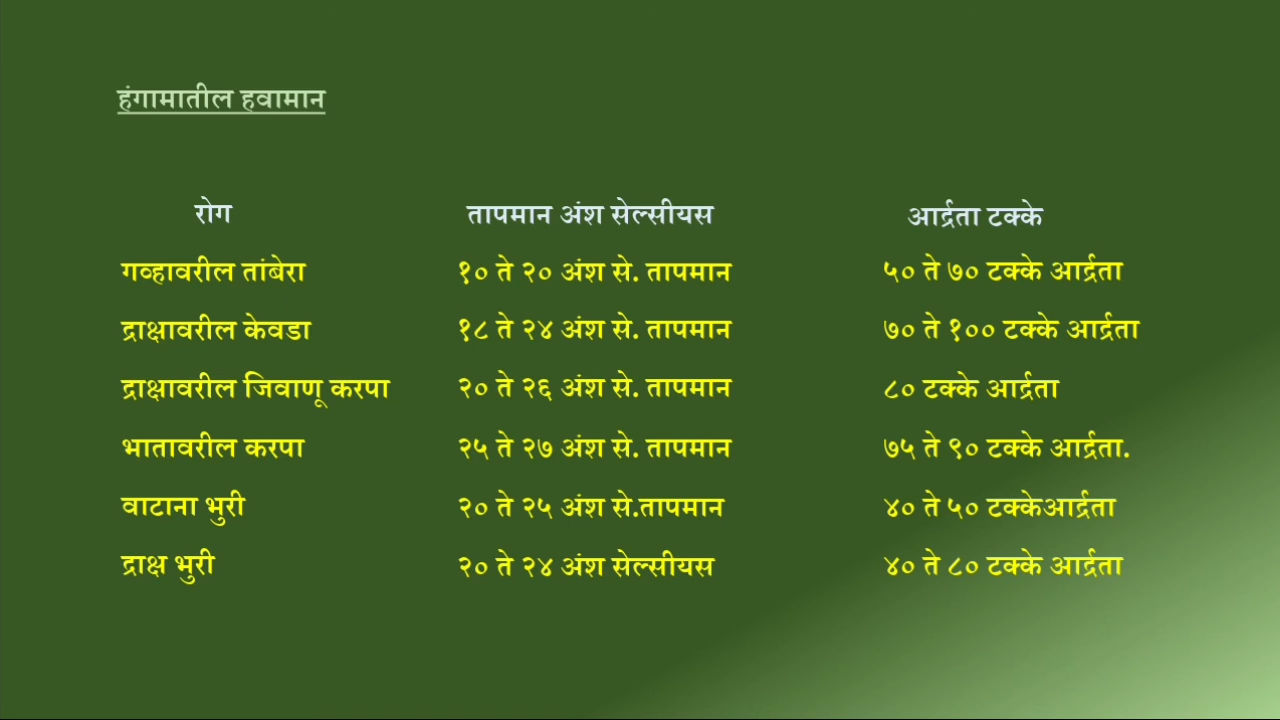 हंगामातील हवामान
रोग तापमान अंश सेल्सीयस आर्द्रता टक्के
गव्हावरील तांबेरा १० ते २० अंश से. तापमान ५० ते ७० टक्के आर्द्रता
द्राक्षावरील केवडा १८ ते २४ अंश से. तापमान ७० ते १०० टक्के आर्द्रता
द्राक्षावरील जिवाणू करपा २० ते २६ अंश से. तापमान ८० टक्के आर्द्रता
भातावरील करपा २५ ते २७ अंश से. तापमान ७५ ते ९० टक्के आर्द्रता.
वाटाना भुरी २० ते २५ अंश से.तापमान ४० ते ५० टक्केआर्द्रता
द्राक्ष भुरी २० ते २४ अंश सेल्सीयस ४० ते ८० टक्के आर्द्रता